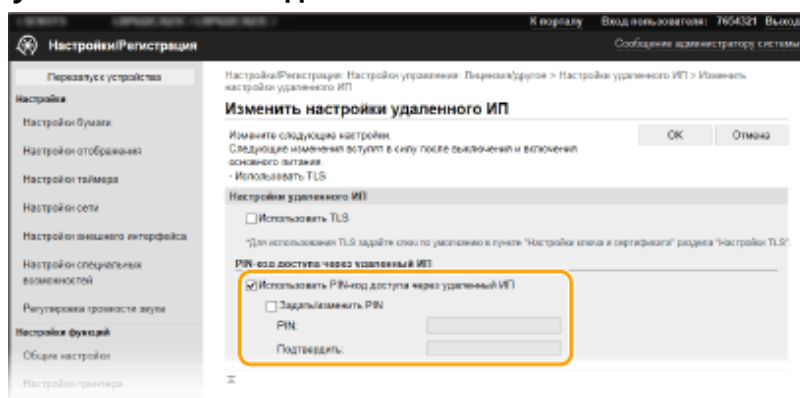 К порталу Вход пользователя: 7654321 Выход
Настройки/Регистрация
Сообщение администратору системы
Перезапуск устройства
Настройки
Настройки бумаги
Настройки отображения
Настройки таймера
Настройки сети
Настройки внешнего интерфейса
Настройки специальных
возможностей
Регулировка громкости звука
Настройки функций
Общие настройки
Настройки принтера
Настройки/Регистрация: Настройки управления: Лицензия/другое > Настройки удаленного ИП > Изменить
настройки удаленного ИП
Изменить настройки удаленного ИП
Измените следующие настройки.
OK Отмена
Следующие изменения вступят в силу после выключения и включения
основного питания.
- Использовать TLS
Настройки удаленного ИП
Использовать TLS
*Для использования TLS задайте ключ по умолчанию в пункте "Настройки ключа и сертификата" раздела "Настройки TLS".
PIN-код доступа через удаленный ИП
Использовать PIN-код доступа через удаленный ИП
Задать/изменить PIN
PIN:
Подтвердить: